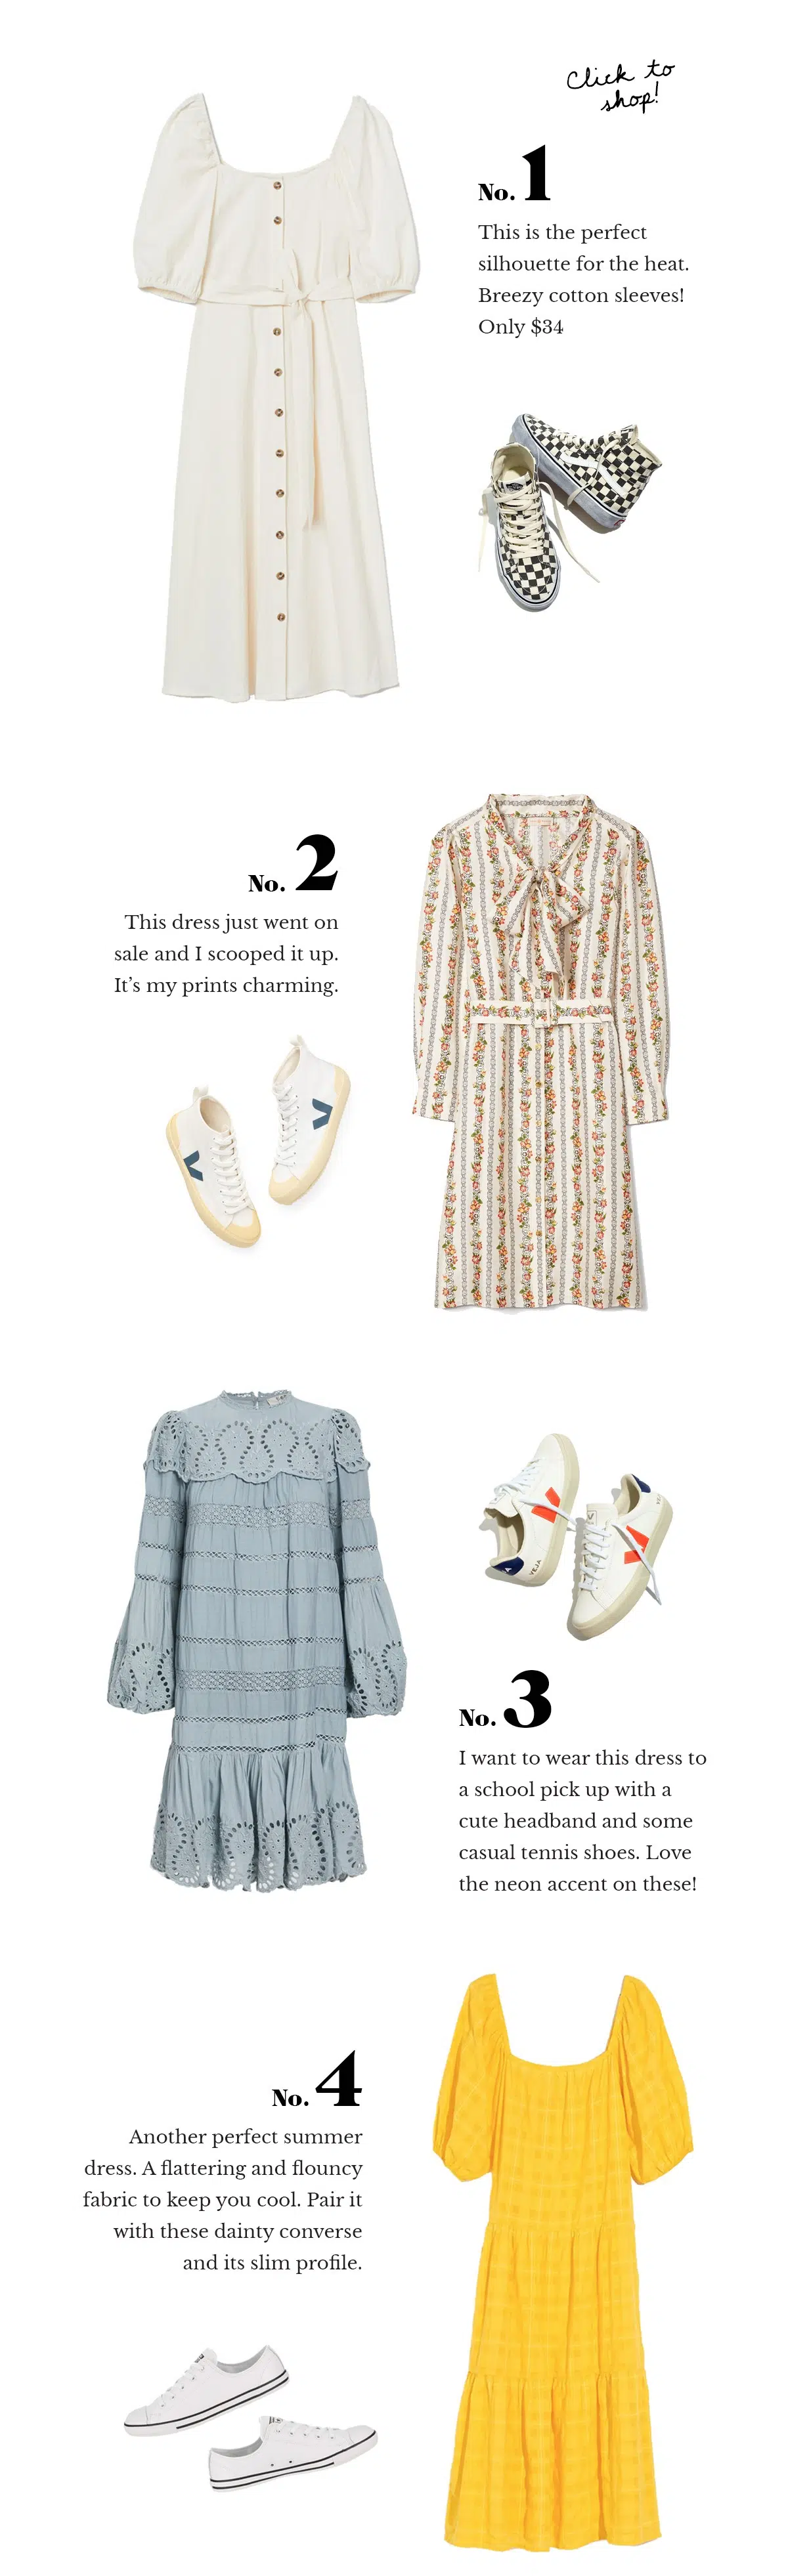 Click to
shop!
No. 1
This is the perfect
silhouette for the heat.
Breezy cotton sleeves!
Only $34
No. 2
This dress just went on
sale and I scooped it up.
It’s my prints charming.
VEJA
VEJA
No. 3
I want to wear this dress to
a school pick up with a
cute headband and some
casual tennis shoes. Love
the neon accent on these!
No. 4
Another perfect summer
dress. A flattering and flouncy
fabric to keep you cool. Pair it
with these dainty converse
and its slim profile.